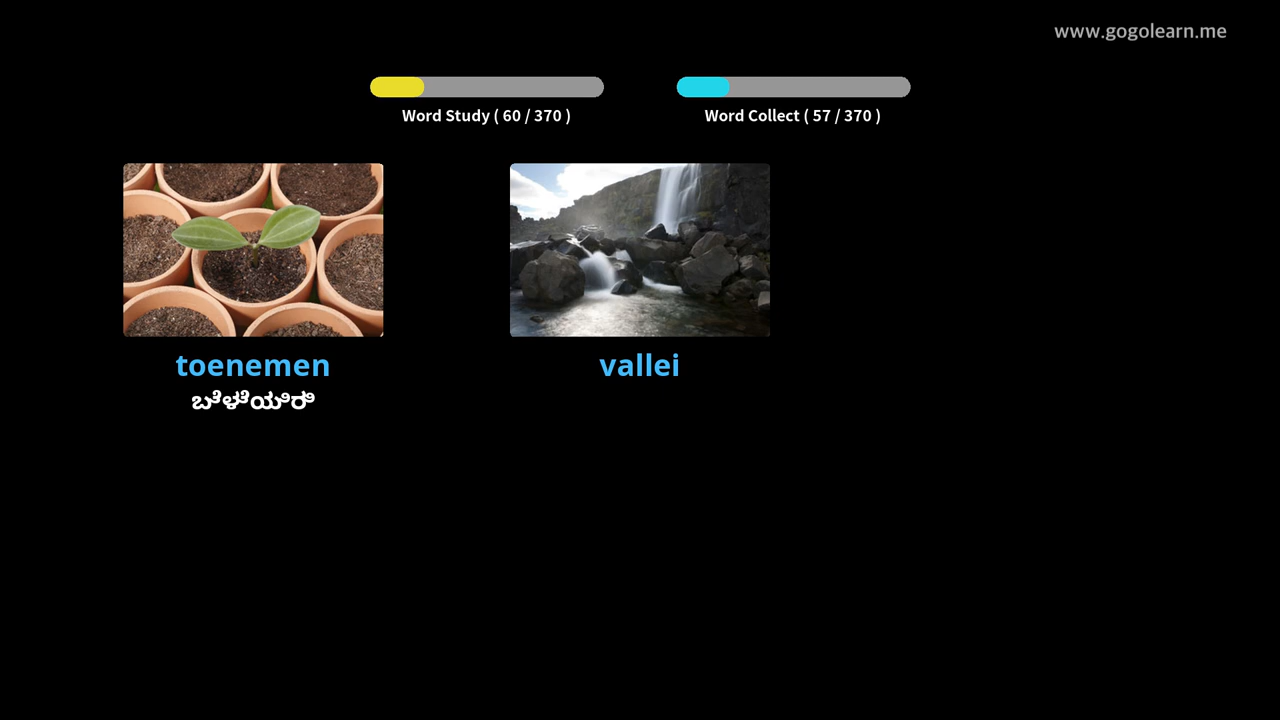 www.gogolearn.me
Word Study ( 60 / 370 )
Word Collect ( 57 / 370 )
toenemen
ಬೆಳೆಯಿರಿ
vallei